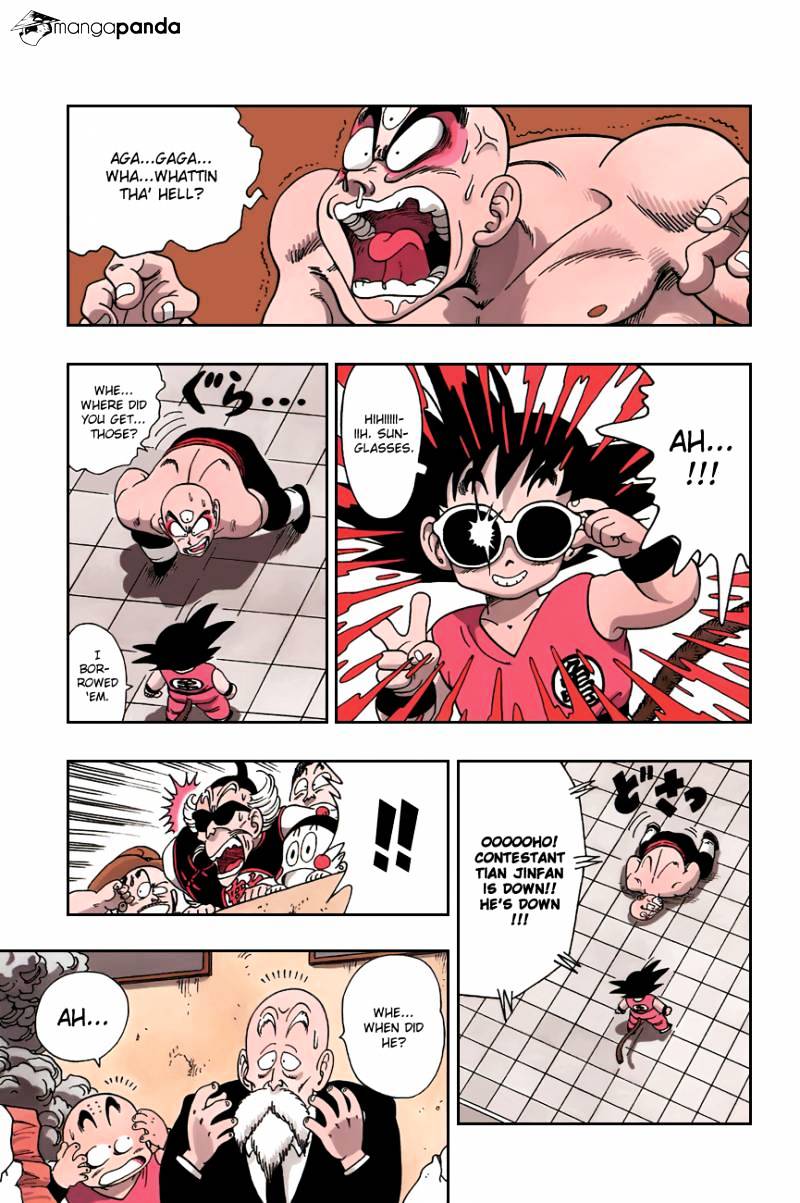 mangapanda
AGA...GAGA...
WHA...WHATTIN
THA' HELL?
AH...
!!!
HIHIIIII-
IIH. SUN-
GLASSES.
WHE...
WHERE DID
YOU GET...
THOSE?
ぐら...
I
BOR-
ROWED
'EM.
どさっ
OOOOOHO!
CONTESTANT
TIAN JINFAN
IS DOWN!!
HE'S DOWN
!!!
!!
WHE...
WHEN DID
HE?
AH...